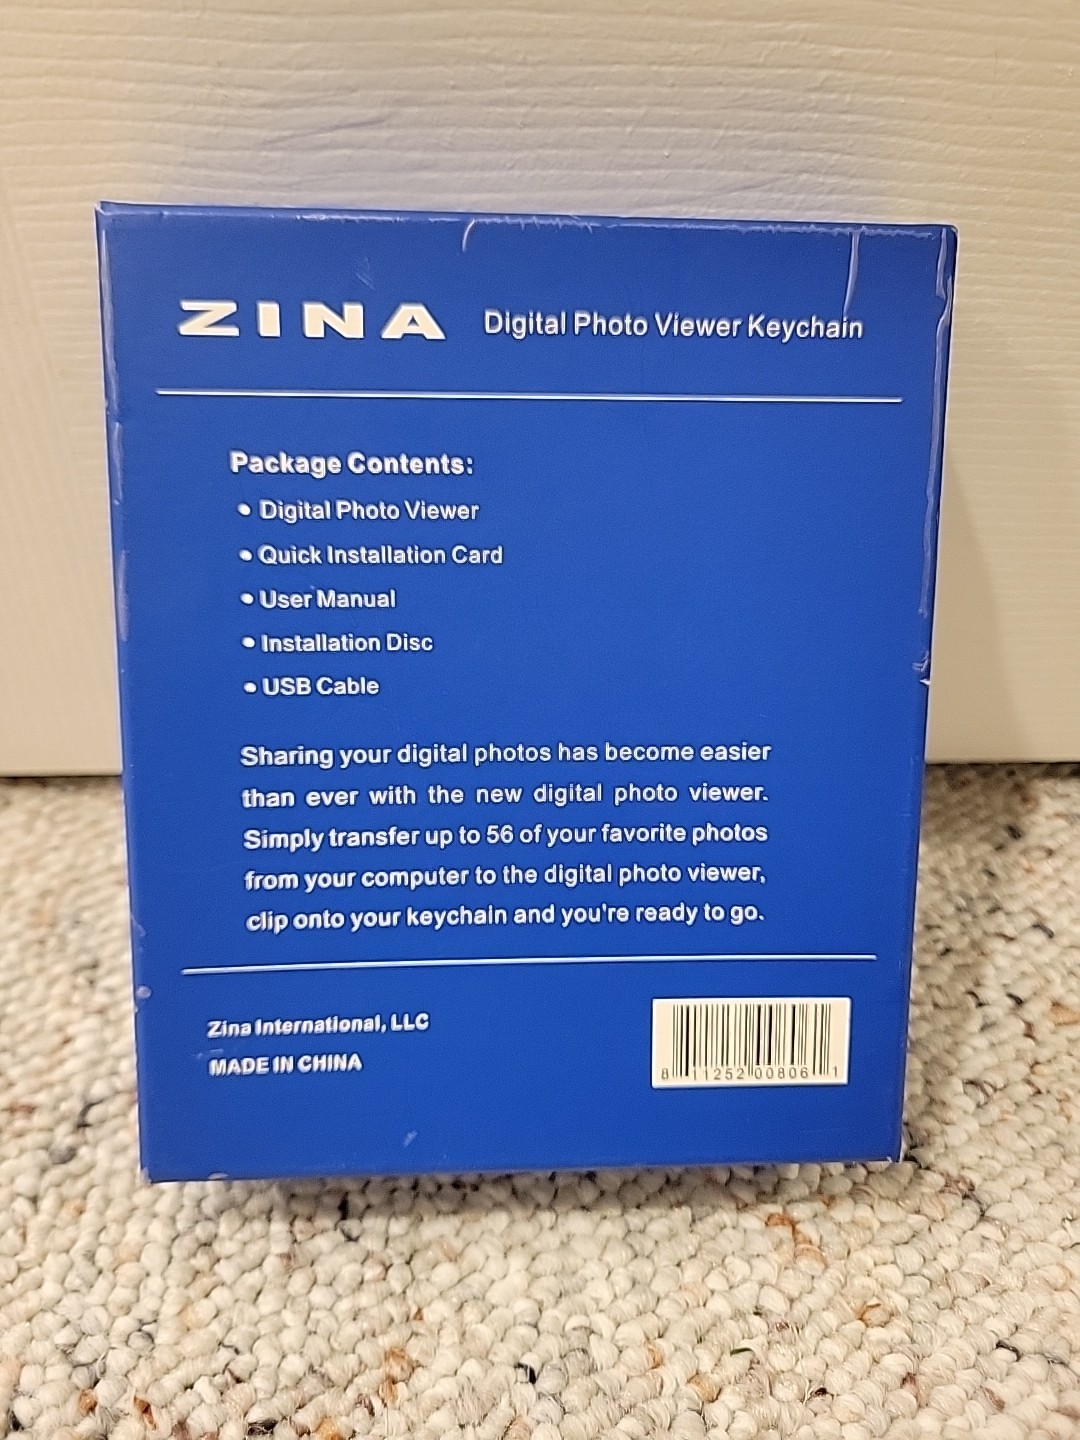 ZINA Digital Photo Viewer Keychain
Package Contents:
• Digital Photo Viewer
• Quick Installation Card
• User Manual
• Installation Disc
• USB Cable
Sharing your digital photos has become easier
than ever with the new digital photo viewer.
Simply transfer up to 56 of your favorite photos
from your computer to the digital photo viewer,
clip onto your keychain and you're ready to go.
Zina International, LLC
MADE IN CHINA
8 11252 00806 1